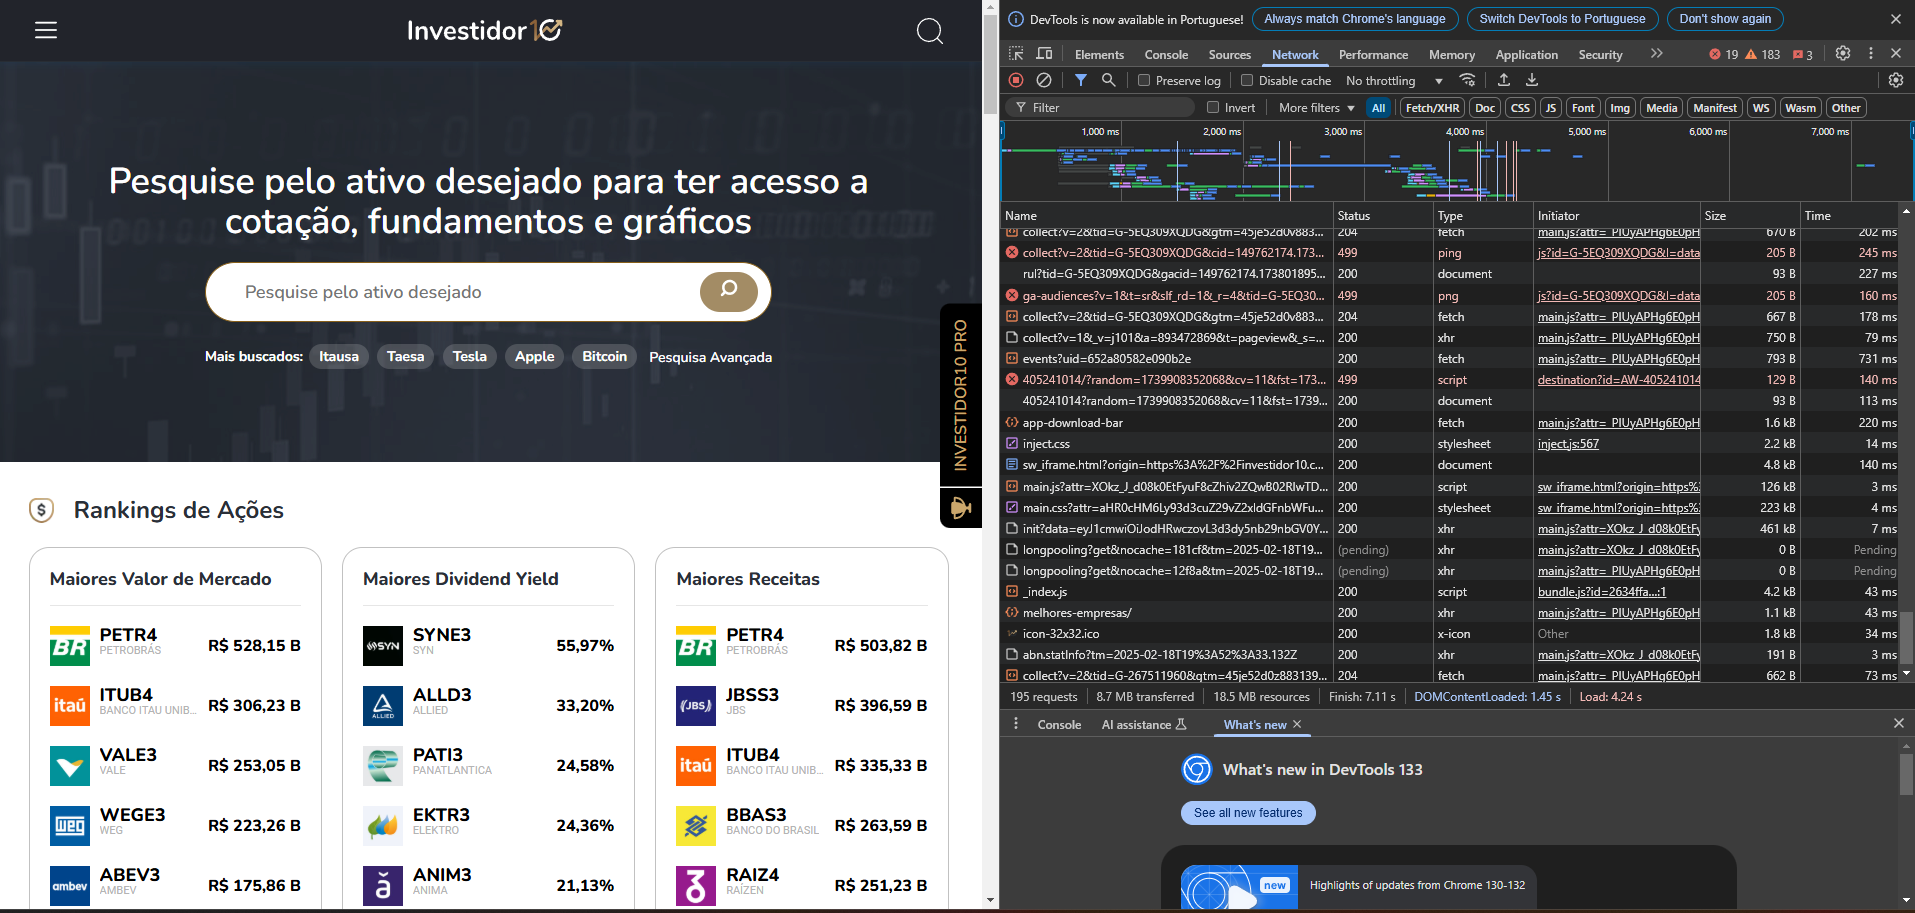 Investidor 10
Pesquise pelo ativo desejado para ter acesso a
cotação, fundamentos e gráficos
Pesquise pelo ativo desejado
Mais buscados: Itausa Taesa Tesla Apple Bitcoin Pesquisa Avançada
INVESTIDOR10 PRO
Rankings de Ações
Maiores Valor de Mercado
PETR4
PETROBRÁS
R$ 528,15 B
ITUB4
BANCO ITAU UNIB...
R$ 306,23 B
VALE3
VALE
R$ 253,05 B
WEGE3
WEG
R$ 223,26 B
ABEV3
AMBEV
R$ 175,86 B
Maiores Dividend Yield
SYNE3
SYN
55,97%
ALLD3
ALLIED
33,20%
PATI3
PANATLANTICA
24,58%
EKTR3
ELEKTRO
24,36%
ANIM3
ANIMA
21,13%
Maiores Receitas
PETR4
PETROBRÁS
R$ 503,82 B
JBSS3
JBS
R$ 396,59 B
ITUB4
BANCO ITAU UNIB...
R$ 335,33 B
BBAS3
BANCO DO BRASIL
R$ 263,59 B
RAIZ4
RAÍZEN
R$ 251,23 B
DevTools is now available in Portuguese! Always match Chrome's language Switch DevTools to Portuguese Don't show again
Elements Console Sources Network Performance Memory Application Security 19 183 3
Preserve log Disable cache No throttling
Filter Invert More filters All Fetch/XHR Doc CSS JS Font Img Media Manifest WS Wasm Other
1,000 ms 2,000 ms 3,000 ms 4,000 ms 5,000 ms 6,000 ms 7,000 ms
Name Status Type Initiator Size Time
collect?v=2&tid=G-5EQ309XQDG&gtm=45je52d0v883... 204 fetch main.js?attr=_PIUyAPHg6E0pH 670 B 202 ms
collect?v=2&tid=G-5EQ309XQDG&cid=149762174.173... 499 ping js?id=G-5EQ309XQDG&l=data 205 B 245 ms
rul?tid=G-5EQ309XQDG&gacid=149762174.173801895... 200 document 93 B 227 ms
ga-audiences?v=1&t=sr&slf_rd=1&_r=4&tid=G-5EQ30... 499 png js?id=G-5EQ309XQDG&l=data 205 B 160 ms
collect?v=2&tid=G-5EQ309XQDG&gtm=45je52d0v883... 204 fetch main.js?attr=_PIUyAPHg6E0pH 667 B 178 ms
collect?v=1&_v=j101&a=893472869&t=pageview&_s=... 200 xhr main.js?attr=_PIUyAPHg6E0pH 750 B 79 ms
events?uid=652a80582e090b2e 200 fetch main.js?attr=_PIUyAPHg6E0pH 793 B 731 ms
405241014/?random=1739908352068&cv=11&fst=173... 499 script destination?id=AW-405241014 129 B 140 ms
405241014?random=1739908352068&cv=11&fst=1739... 200 document 93 B 113 ms
app-download-bar 200 fetch main.js?attr=_PIUyAPHg6E0pH 1.6 kB 220 ms
inject.css 200 stylesheet inject.js:567 2.2 kB 14 ms
sw_iframe.html?origin=https%3A%2F%2Finvestidor10.c... 200 document 4.8 kB 140 ms
main.js?attr=XOkz_J_d08k0EtFyuF8cZhiv2ZQwB02RIwTD... 200 script sw_iframe.html?origin=https%: 126 kB 3 ms
main.css?attr=aHR0cHM6Ly93d3cuZ29vZ2xldGFnbWFu... 200 stylesheet sw_iframe.html?origin=https%: 223 kB 4 ms
init?data=eyJ1cmwiOiJodHRwczovL3d3dy5nb29nbGV0Y... 200 xhr main.js?attr=XOkz_J_d08k0EtFy 461 kB 7 ms
longpooling?get&nocache=181cf&tm=2025-02-18T19... (pending) xhr main.js?attr=XOkz_J_d08k0EtFy 0 B Pending
longpooling?get&nocache=12f8a&tm=2025-02-18T19... (pending) xhr main.js?attr=_PIUyAPHg6E0pH 0 B Pending
_index.js 200 script bundle.js?id=2634ffa...:1 4.2 kB 43 ms
melhores-empresas/ 200 xhr main.js?attr=_PIUyAPHg6E0pH 1.1 kB 43 ms
icon-32x32.ico 200 x-icon Other 1.8 kB 34 ms
abn.statInfo?tm=2025-02-18T19%3A52%3A33.132Z 200 xhr main.js?attr=XOkz_J_d08k0EtFy 191 B 3 ms
collect?v=2&tid=G-267511960&gtm=45je52d0z883139... 204 fetch main.js?attr=_PIUyAPHg6E0pH 662 B 73 ms
195 requests 8.7 MB transferred 18.5 MB resources Finish: 7.11 s DOMContentLoaded: 1.45 s Load: 4.24 s
Console AI assistance What's new
What's new in DevTools 133
See all new features
new
Highlights of updates from Chrome 130-132